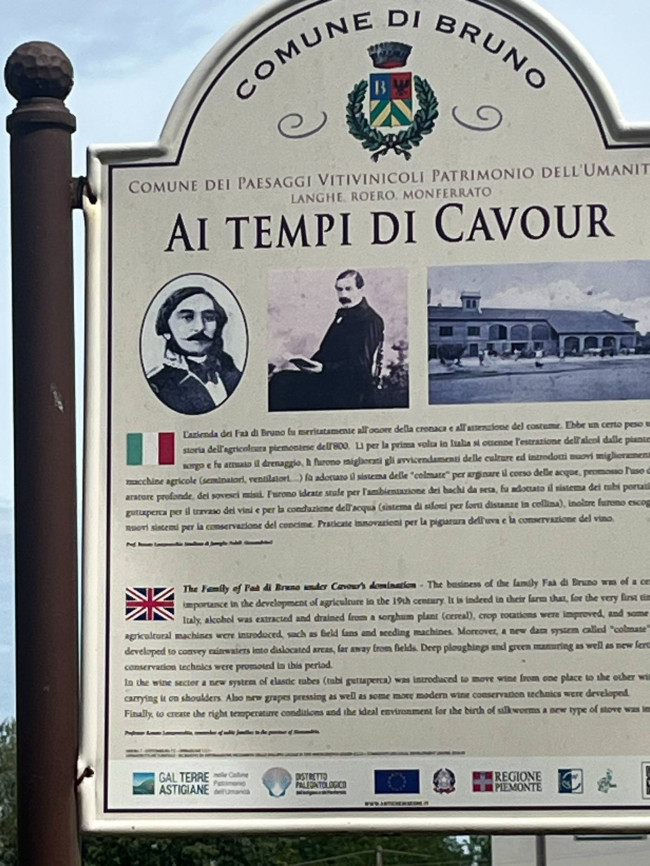 COMUNE DI BRUNO
B
COMUNE DEI PAESAGGI VITIVINICOLI PATRIMONIO DELL'UMANIT
LANGHE, ROERO, MONFERRATO
AI TEMPI DI CAVOUR
L'azienda dei Faà di Bruno fu meritatamente all'onore della cronaca e all'attenzione del costume. Ebbe un certo peso
storia dell'agricoltura piemontese dell'800. Lì per la prima volta in Italia si ottenne l'estrazione dell'alcol dalle piante
sorgo e fu attuato il drenaggio, lì furono migliorati gli avvicendamenti delle culture ed introdotti nuovi
macchine agricole (seminatori, ventilatori...) fu adottato il sistema delle "colmate" per arginare il corso delle acque, promosso l'uso
arature profonde, dei sovesci misti. Furono ideate stufe per l'ambientazione dei bachi da seta, fu adottato il sistema dei tubi
guttaperca per il travaso dei vini e per la conduzione dell'acqua (sistema di sifoni per forti distanze in collina), inoltre furono
nuovi sistemi per la conservazione del concime. Praticate innovazioni per la pigiatura dell'uva e la conservazione del vino.
The Family of Faà di Bruno under Cavour's domination - The business of the family Faà di Bruno was of a
importance in the development of agriculture in the 19th century. It is indeed in their farm that, for the very first
Italy, alcohol was extracted and drained from a sorghum plant (cereal), crop rotations were improved, and some
agricultural machines were introduced, such as field fans and seeding machines. Moreover, a new dam system called "colmate"
developed to convey rainwaters into dislocated areas, far away from fields. Deep ploughings and green manuring as well as new
conservation technics were promoted in this period.
In the wine sector a new system of elastic tubes (tubi guttaperca) was introduced to move wine from one place to the other
carrying it on shoulders. Also new grapes pressing as well as some more modern wine conservation technics were developed.
Finally, to create the right temperature conditions and the ideal environment for the birth of silkworms a new type of stove was
GAL TERRE
ASTIGIANE
nelle Colline
Patrimonio
dell'Umanità
DISTRETTO
PALEONTOLOGICO
REGIONE
PIEMONTE